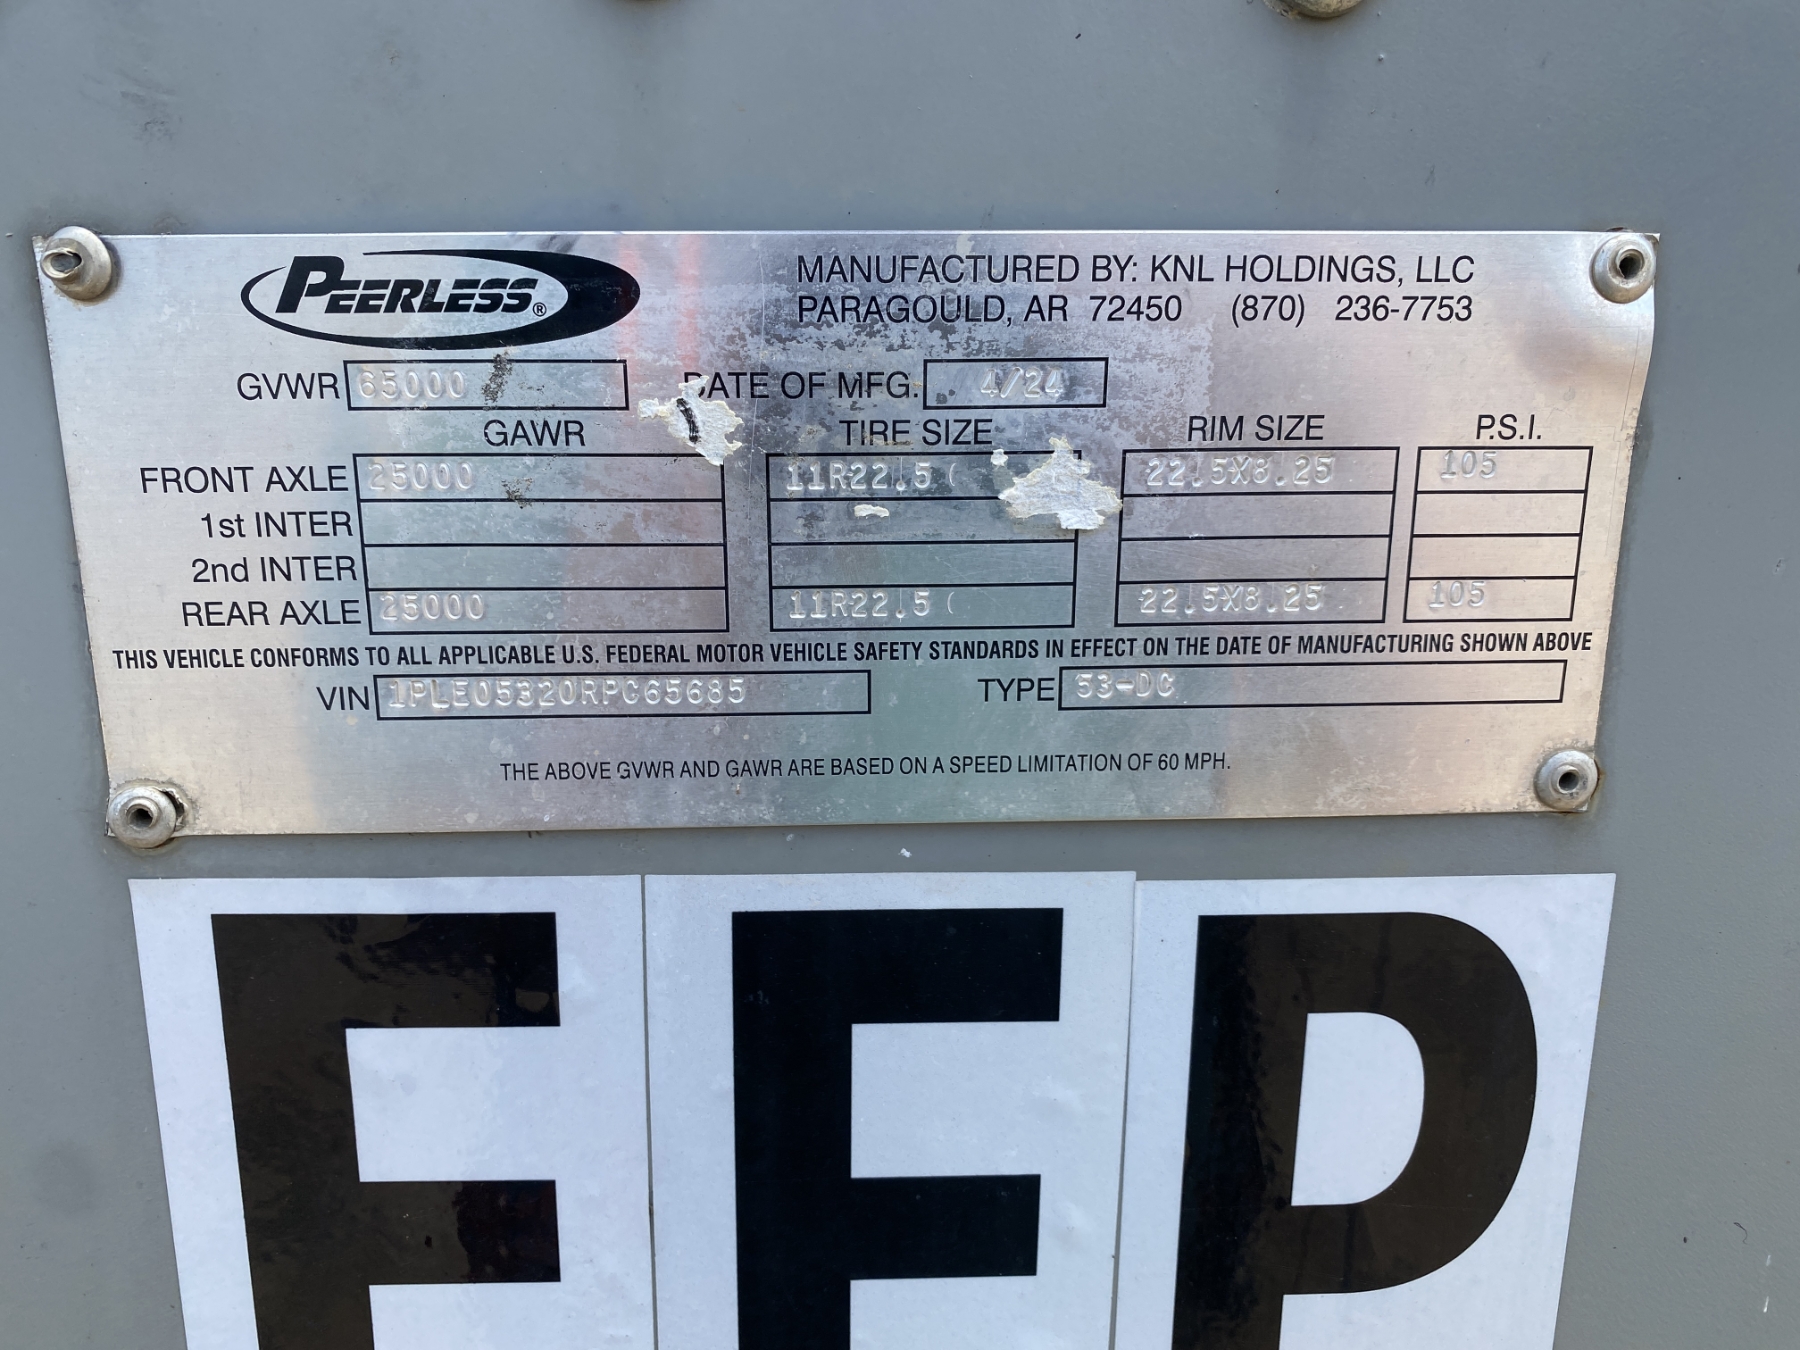 PEERLESS®
MANUFACTURED BY: KNL HOLDINGS, LLC
PARAGOULD, AR 72450 (870) 236-7753
GVWR 65000 DATE OF MFG. 4/24
GAWR TIRE SIZE RIM SIZE P.S.I.
FRONT AXLE 25000 11R22.5 ( 22.5X8.25 105
1st INTER
2nd INTER
REAR AXLE 25000 11R22.5 ( 22.5X8.25 105
THIS VEHICLE CONFORMS TO ALL APPLICABLE U.S. FEDERAL MOTOR VEHICLE SAFETY STANDARDS IN EFFECT ON THE DATE OF MANUFACTURING SHOWN ABOVE
VIN 1PLE05320RPG65685 TYPE 53-DC
THE ABOVE GVWR AND GAWR ARE BASED ON A SPEED LIMITATION OF 60 MPH.